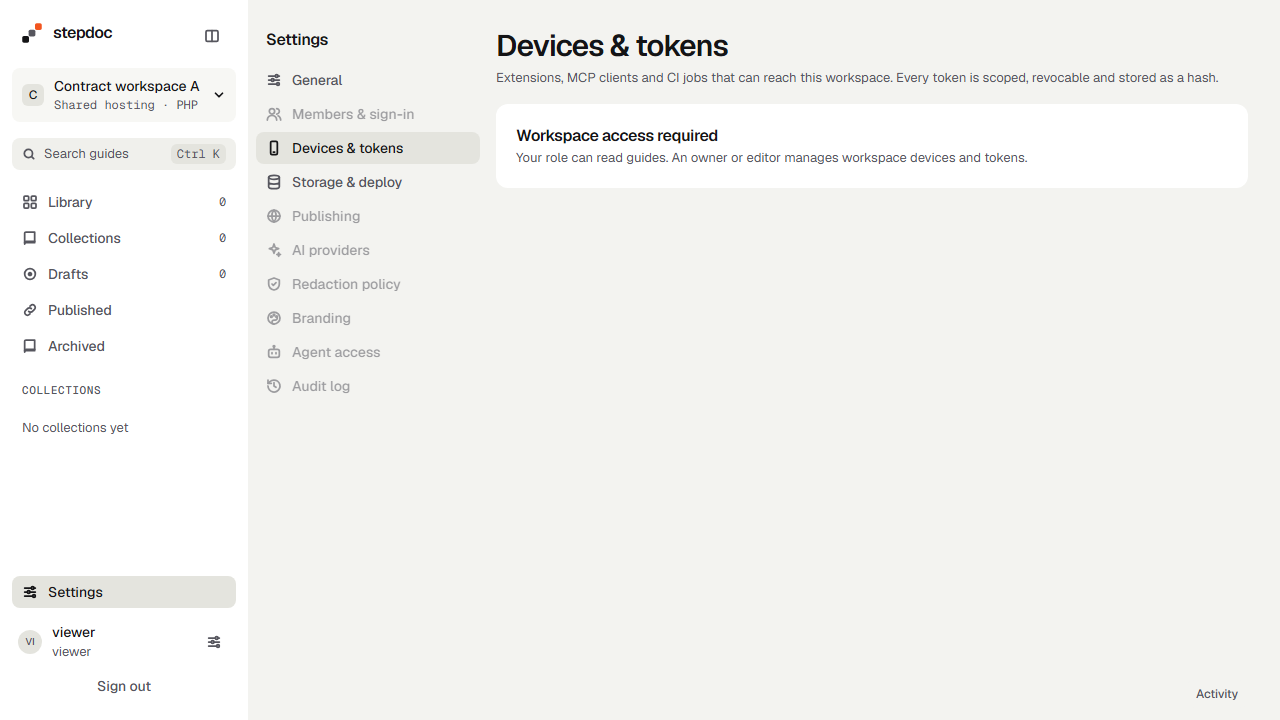 stepdoc
C
Contract workspace A
Shared hosting · PHP
Search guides
Ctrl K
Library
0
Collections
0
Drafts
0
Published
Archived
COLLECTIONS
No collections yet
Settings
VI
viewer
viewer
Sign out
Settings
General
Members & sign-in
Devices & tokens
Storage & deploy
Publishing
AI providers
Redaction policy
Branding
Agent access
Audit log
Devices & tokens
Extensions, MCP clients and CI jobs that can reach this workspace. Every token is scoped, revocable and stored as a hash.
Workspace access required
Your role can read guides. An owner or editor manages workspace devices and tokens.
Activity